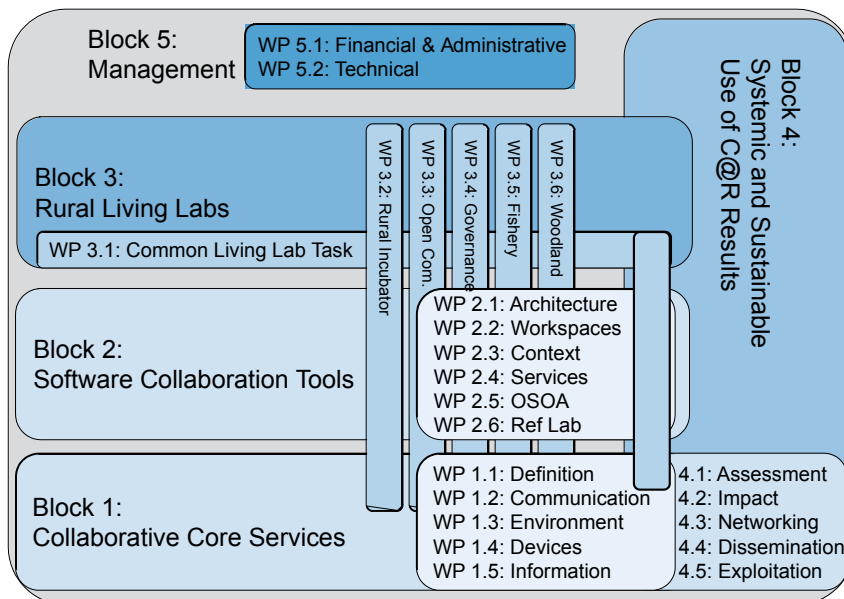 Block 5:
Management
WP 5.1: Financial & Administrative
WP 5.2: Technical
Block 4:
Systemic and Sustainable
Use of C@R Results
Block 3:
Rural Living Labs
WP 3.1: Common Living Lab Task
WP 3.2: Rural Incubator
WP 3.3: Open Com.
WP 3.4: Governance
WP 3.5: Fishery
WP 3.6: Woodland
Block 2:
Software Collaboration Tools
WP 2.1: Architecture
WP 2.2: Workspaces
WP 2.3: Context
WP 2.4: Services
WP 2.5: OSOA
WP 2.6: Ref Lab
Block 1:
Collaborative Core Services
WP 1.1: Definition
WP 1.2: Communication
WP 1.3: Environment
WP 1.4: Devices
WP 1.5: Information
4.1: Assessment
4.2: Impact
4.3: Networking
4.4: Dissemination
4.5: Exploitation